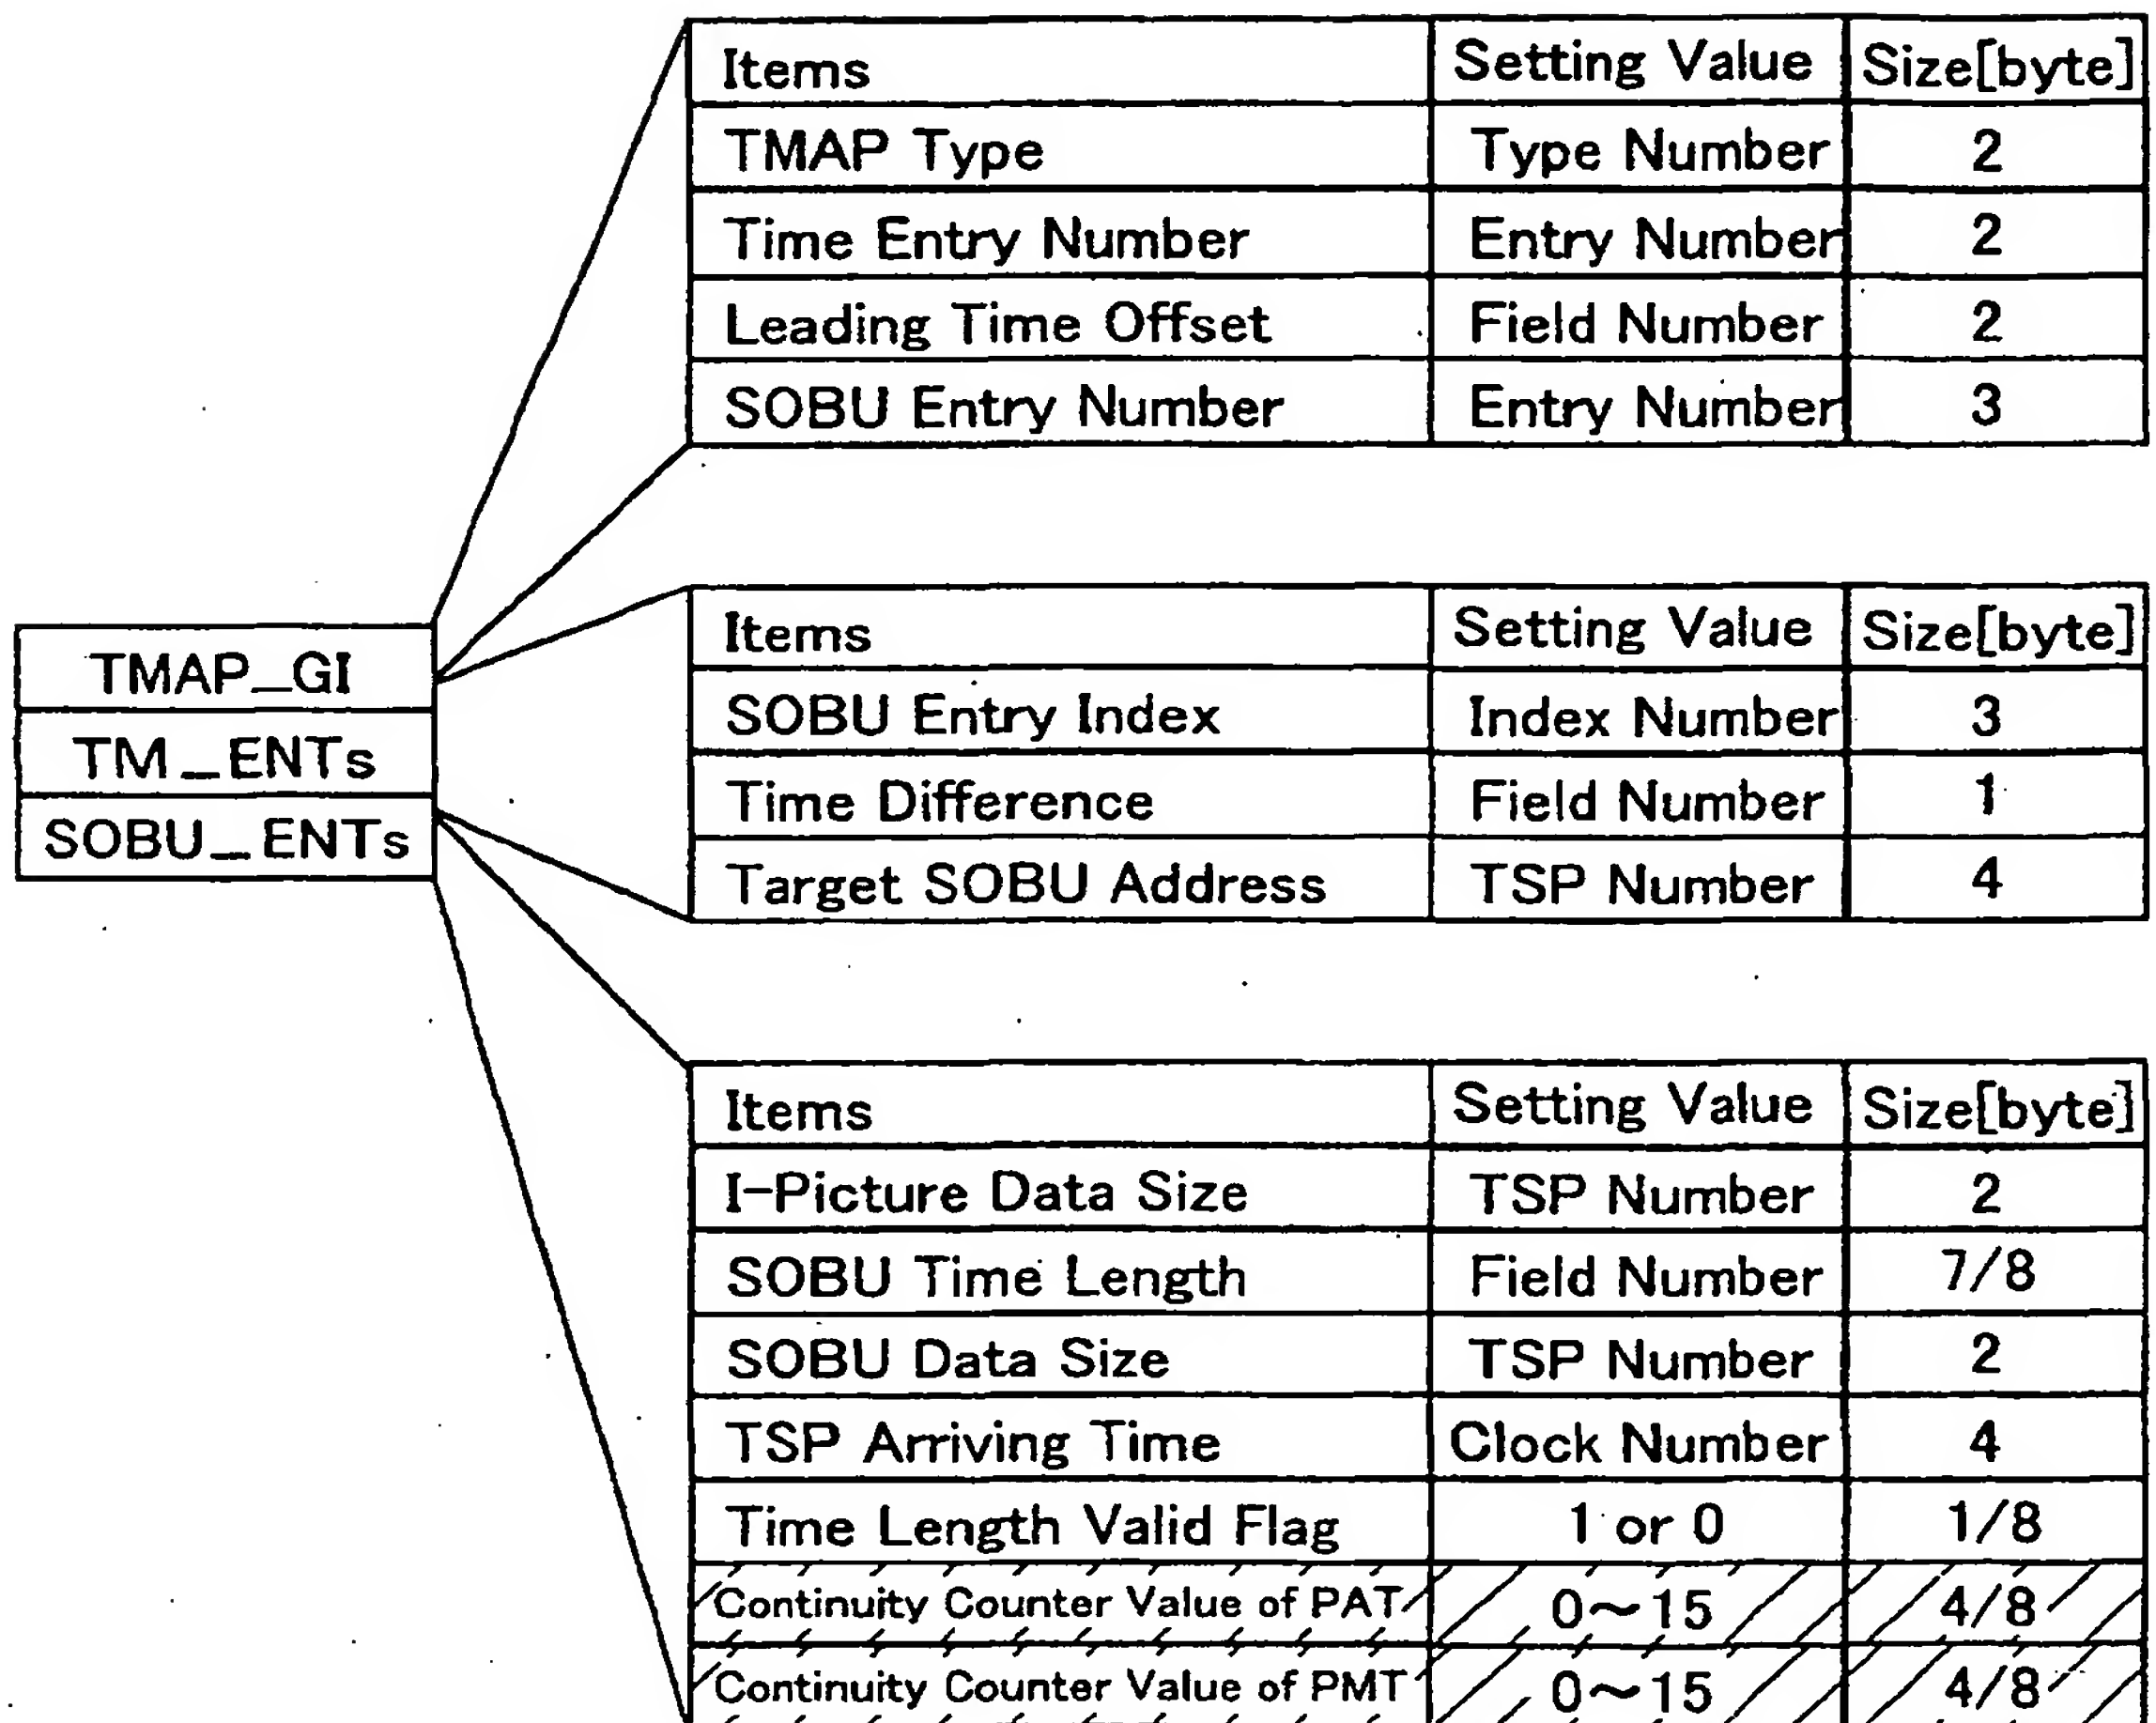 Items Setting Value Size[byte]
TMAP Type Type Number 2
Time Entry Number Entry Number 2
Leading Time Offset Field Number 2
SOBU Entry Number Entry Number 3
TMAP_GI
TM_ENTs
SOBU_ENTs
Items Setting Value Size[byte]
SOBU Entry Index Index Number 3
Time Difference Field Number 1
Target SOBU Address TSP Number 4
Items Setting Value Size[byte]
I-Picture Data Size TSP Number 2
SOBU Time Length Field Number 7/8
SOBU Data Size TSP Number 2
TSP Arriving Time Clock Number 4
Time Length Valid Flag 1 or 0 1/8
Continuity Counter Value of PAT 0~15 4/8
Continuity Counter Value of PMT 0~15 4/8